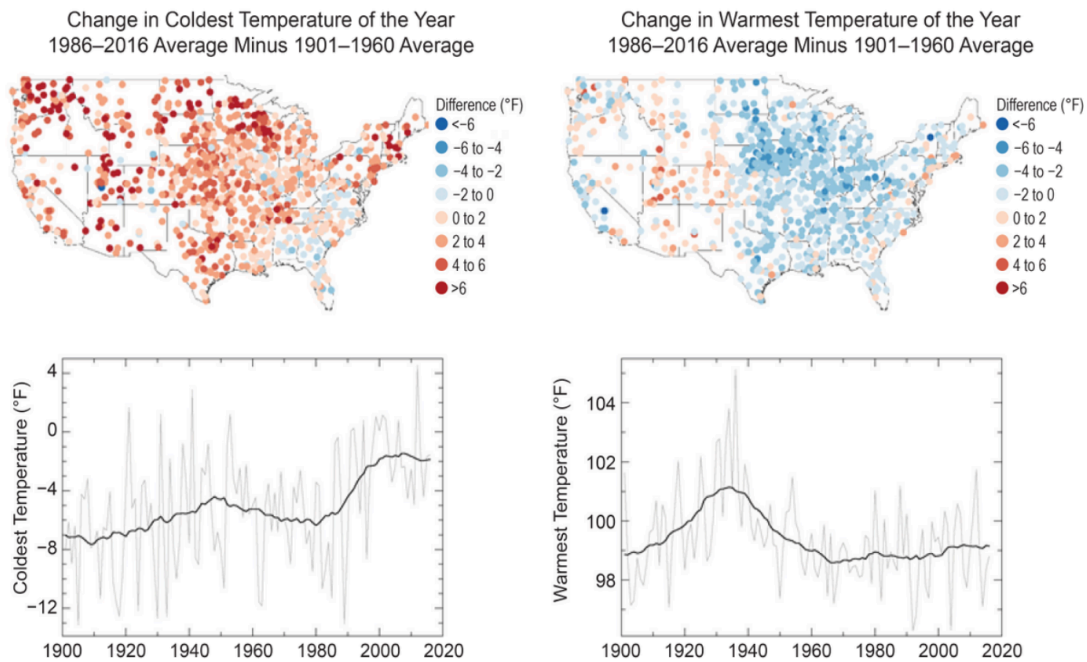 Change in Coldest Temperature of the Year
1986–2016 Average Minus 1901–1960 Average
Difference (°F)
<−6
−6 to −4
−4 to −2
−2 to 0
0 to 2
2 to 4
4 to 6
>6
Change in Warmest Temperature of the Year
1986–2016 Average Minus 1901–1960 Average
Difference (°F)
<−6
−6 to −4
−4 to −2
−2 to 0
0 to 2
2 to 4
4 to 6
>6
Coldest Temperature (°F)
4
0
−4
−8
−12
1900 1920 1940 1960 1980 2000 2020
Warmest Temperature (°F)
104
102
100
98
1900 1920 1940 1960 1980 2000 2020